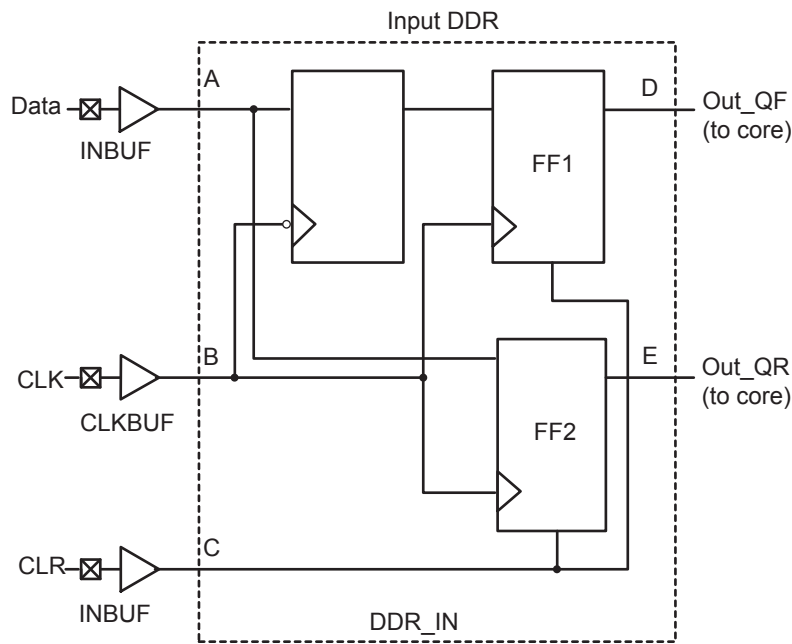 Input DDR
A
D
Data
INBUF
FF1
Out_QF
(to core)
B
E
CLK
CLKBUF
FF2
Out_QR
(to core)
C
CLR
INBUF
DDR_IN